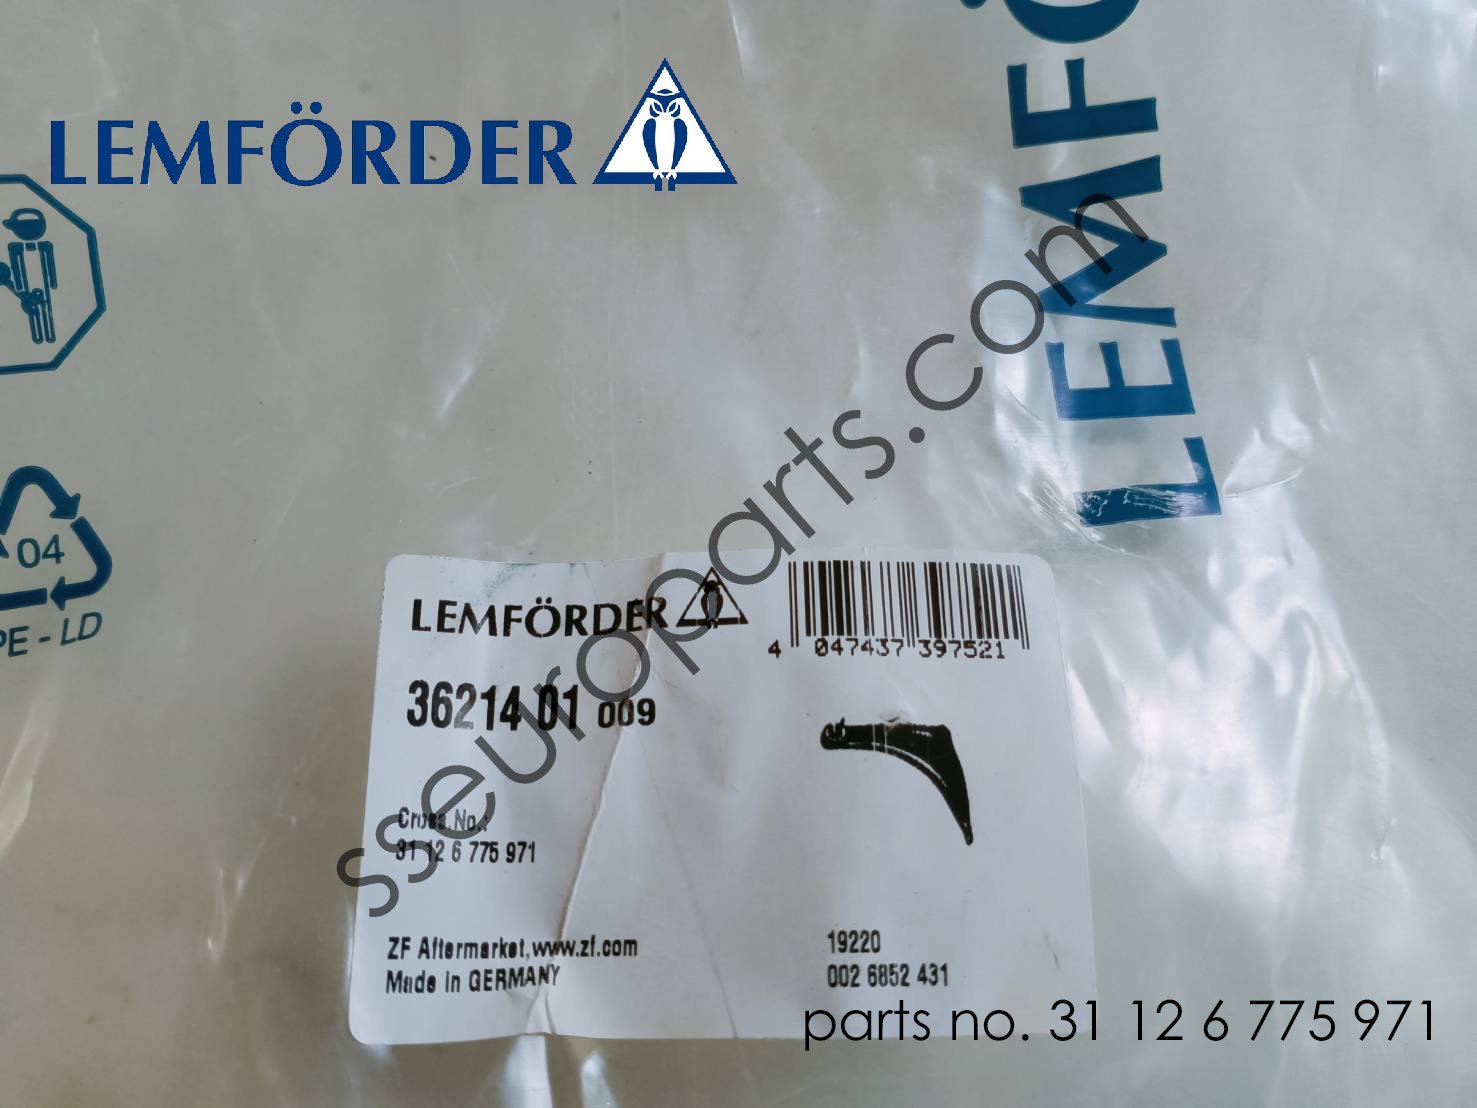 LEMFÖRDER
LEMFÖ
04
PE-LD
LEMFÖRDER
4 047437 397521
36214 01 009
Cross.No.:
31 12 6 775 971
ZF Aftermarket,www.zf.com
Made in GERMANY
19220
002 6852 431
sseuroparts.com
parts no. 31 12 6 775 971